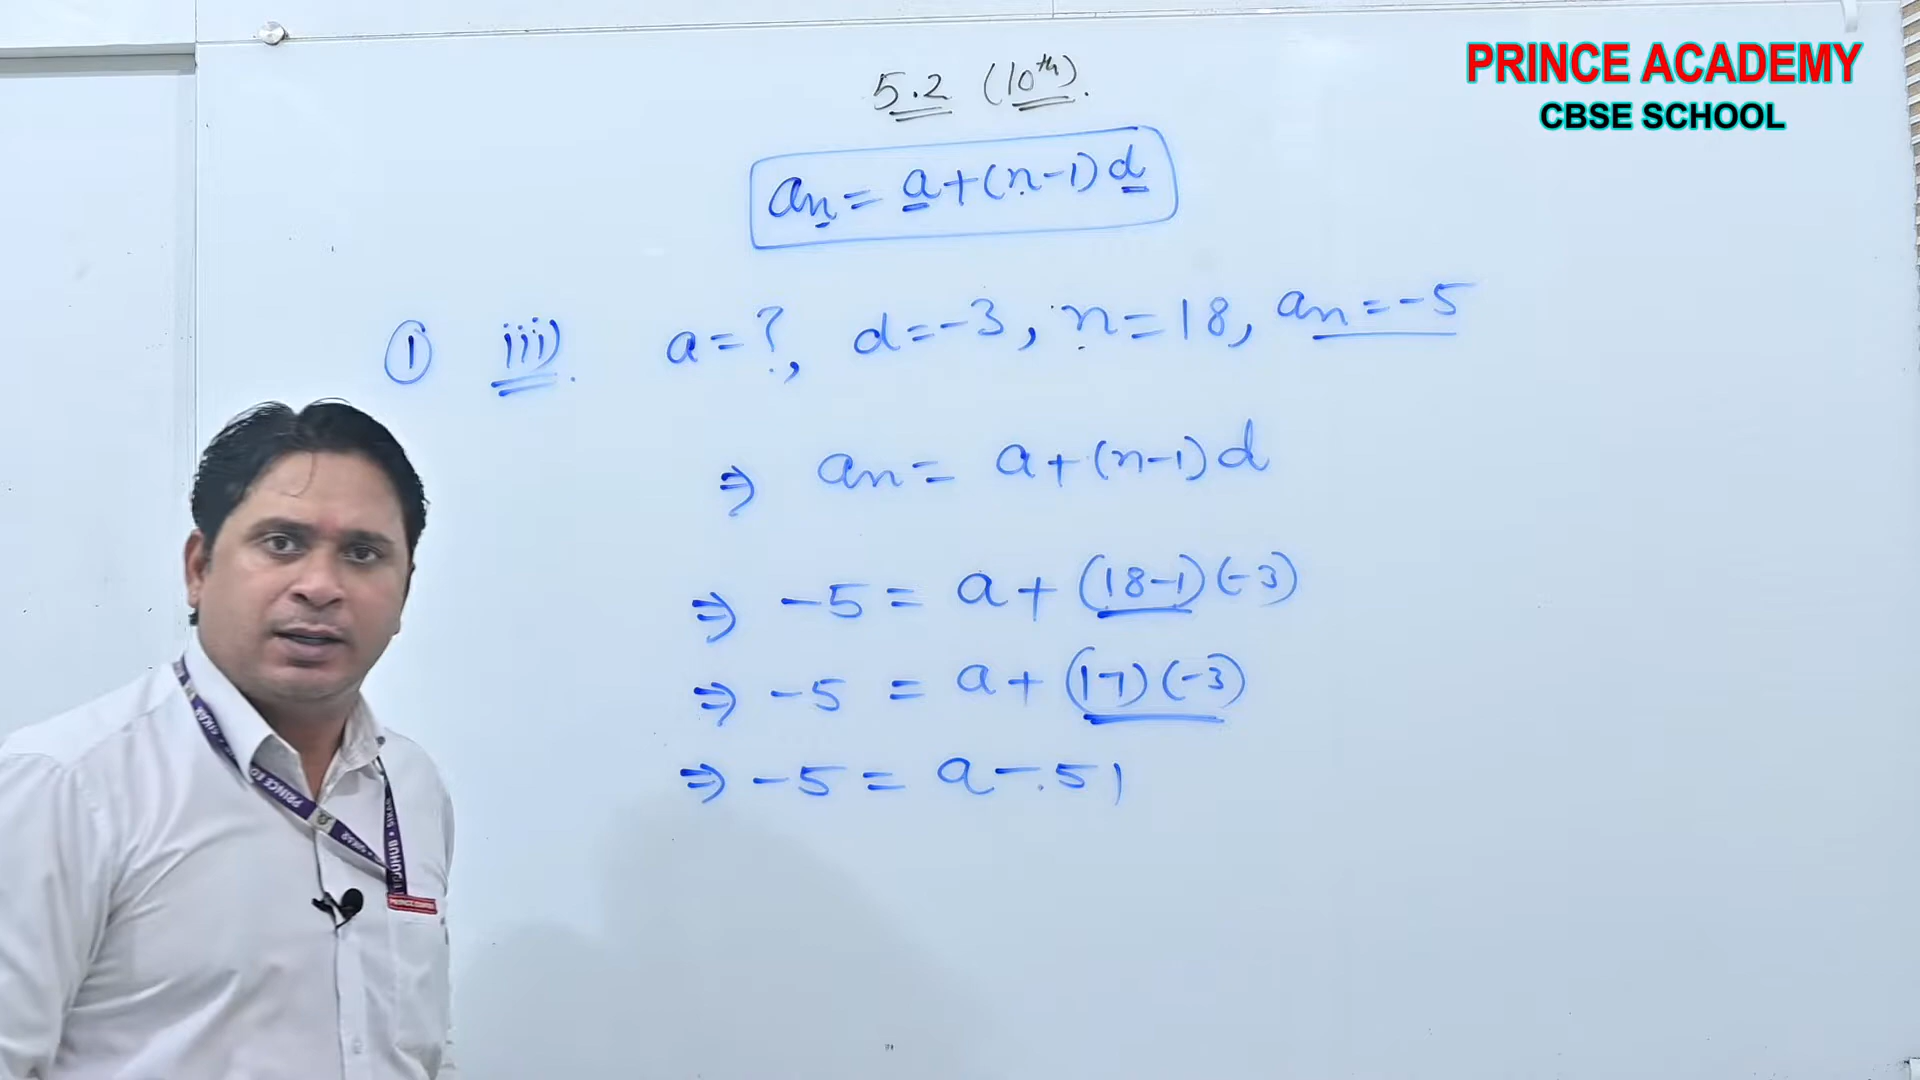 PRINCE ACADEMY
CBSE SCHOOL
5.2 (10th).
an = a+(n-1)d
① iii). a=?, d=-3, n=18, an=-5
⇒ an = a+(n-1)d
⇒ -5 = a+(18-1)(-3)
⇒ -5 = a+(17)(-3)
⇒ -5 = a-51